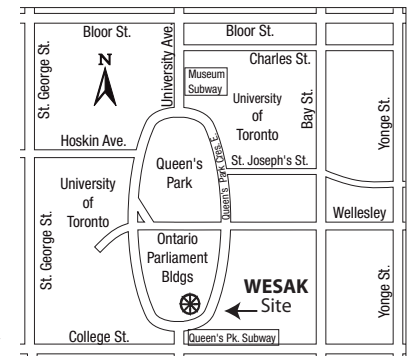 Bloor St.
Bloor St.
St. George St.
N
University Ave.
Charles St.
Museum
Subway
University
of
Toronto
Bay St.
Yonge St.
Hoskin Ave.
Queen's
Park
Queen's Park Cres. E.
St. Joseph's St.
University
of
Toronto
Wellesley
St. George St.
Ontario
Parliament
Bldgs
WESAK
Site
Yonge St.
College St.
Queen's Pk. Subway